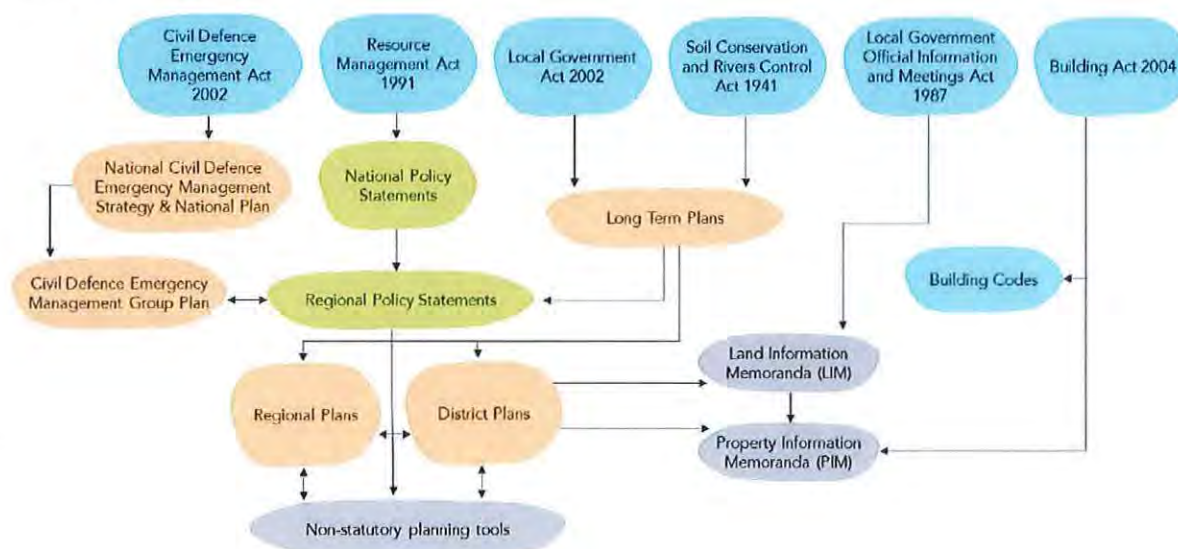 Civil Defence
Emergency
Management Act
2002
Resource
Management Act
1991
Local Government
Act 2002
Soil Conservation
and Rivers Control
Act 1941
Local Government
Official Information
and Meetings Act
1987
Building Act 2004
National Civil Defence
Emergency Management
Strategy & National Plan
National Policy
Statements
Long Term Plans
Civil Defence Emergency
Management Group Plan
Regional Policy Statements
Building Codes
Land Information
Memoranda (LIM)
Regional Plans
District Plans
Property Information
Memoranda (PIM)
Non-statutory planning tools